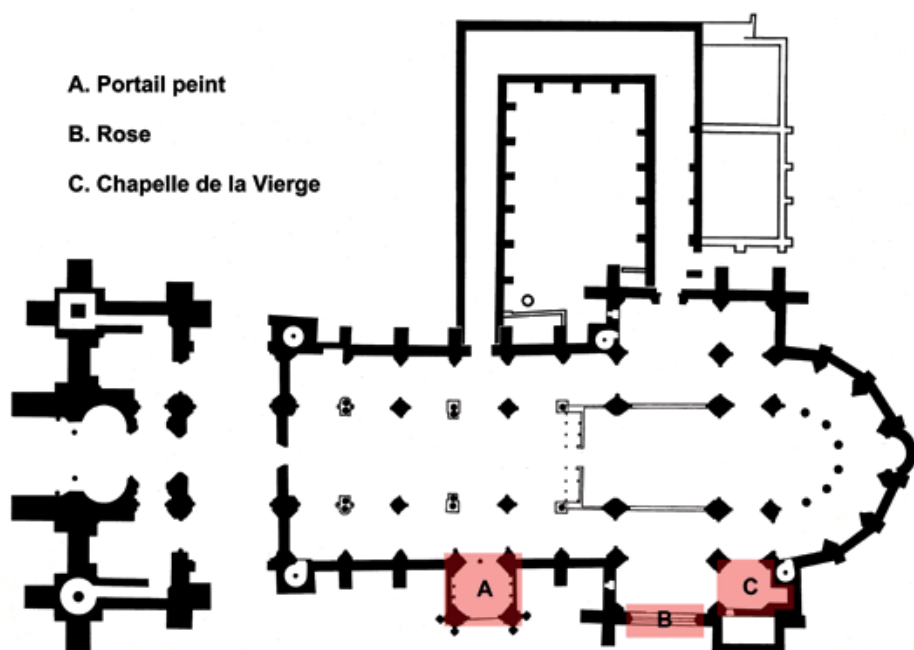 A. Portail peint
B. Rose
C. Chapelle de la Vierge
A
C
B